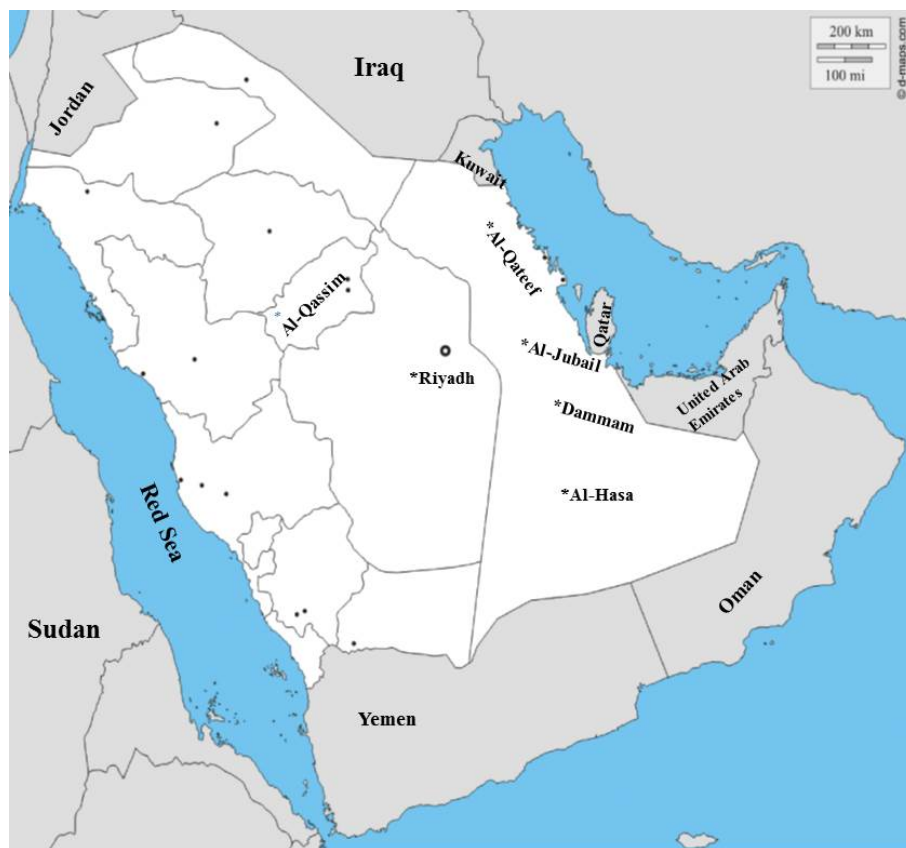 200 km
100 mi
© d-maps.com
Iraq
Jordan
Kuwait
*Al-Qateef
*
Al-Qassim
Qatar
*Al-Jubail
*Riyadh
United Arab
Emirates
*Dammam
*Al-Hasa
Red Sea
Oman
Sudan
Yemen